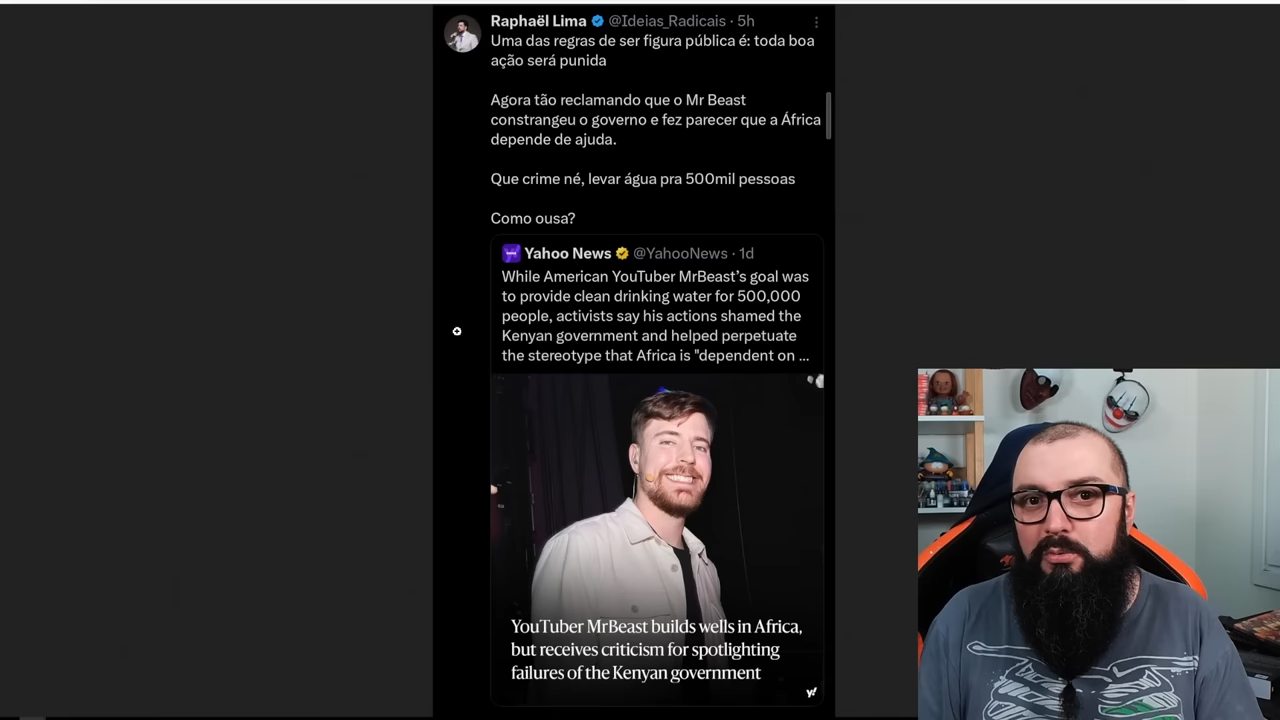 Raphaël Lima @Ideias_Radicais · 5h
Uma das regras de ser figura pública é: toda boa
ação será punida
Agora tão reclamando que o Mr Beast
constrangeu o governo e fez parecer que a África
depende de ajuda.
Que crime né, levar água pra 500mil pessoas
Como ousa?
Yahoo News @YahooNews · 1d
While American YouTuber MrBeast’s goal was
to provide clean drinking water for 500,000
people, activists say his actions shamed the
Kenyan government and helped perpetuate
the stereotype that Africa is "dependent on ...
YouTuber MrBeast builds wells in Africa,
but receives criticism for spotlighting
failures of the Kenyan government
y!